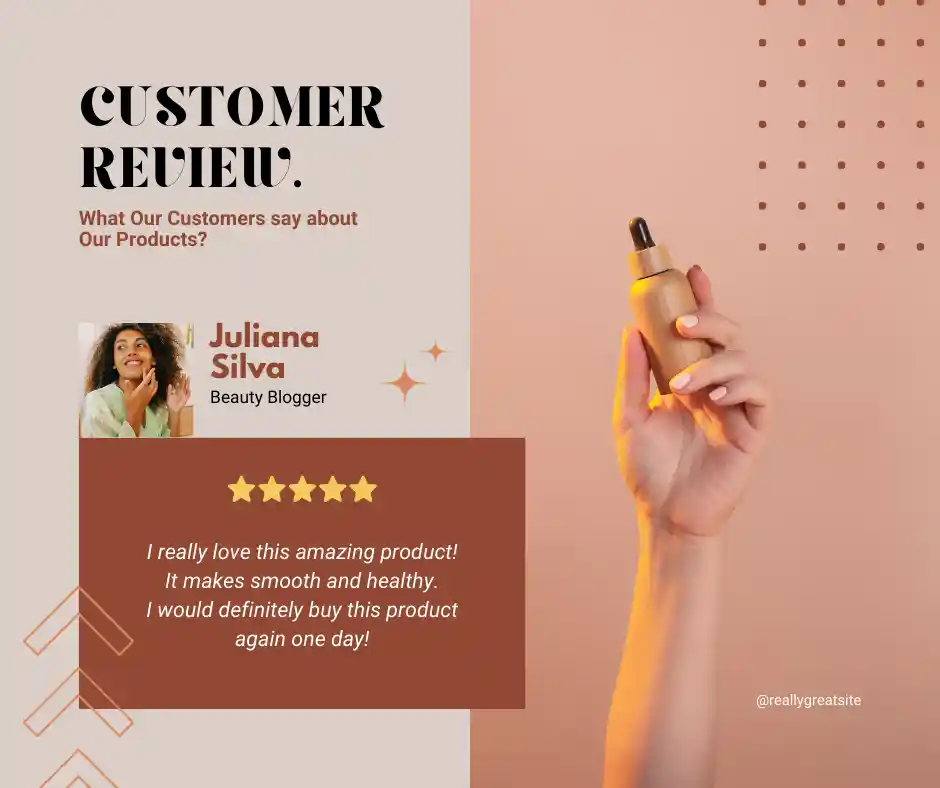 CUSTOMER
REVIEW.
What Our Customers say about
Our Products?
Juliana
Silva
Beauty Blogger
I really love this amazing product!
It makes smooth and healthy.
I would definitely buy this product
again one day!
@reallygreatsite